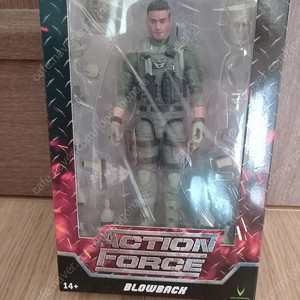 ACTION
FORCE
14+
BLOWBACK